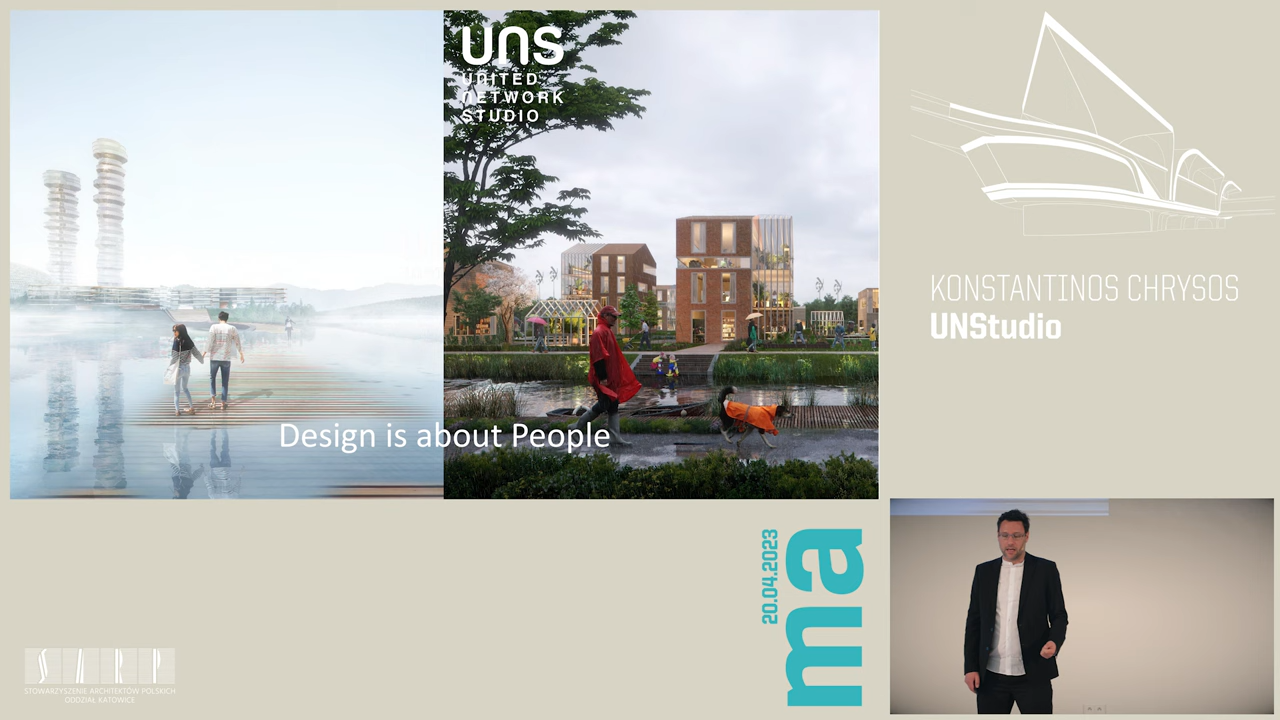 UNS
UNITED
NETWORK
STUDIO
Design is about People
KONSTANTINOS CHRYSOS
UNStudio
20.04.2023
ma
SARP
STOWARZYSZENIE ARCHITEKTÓW POLSKICH
ODDZIAŁ KATOWICE